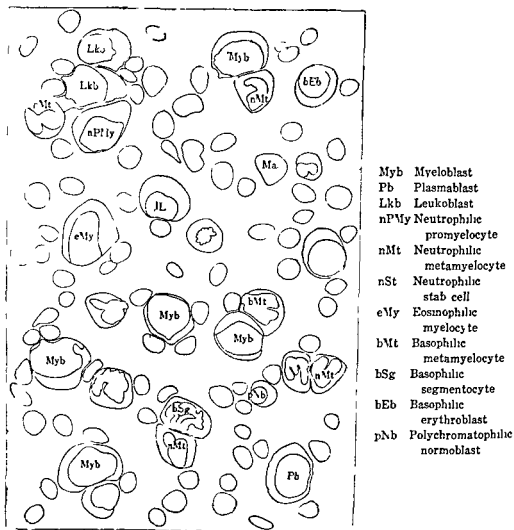 Lkb
Myb
Lkb
bEb
nMt
nMt
nPMy
Ma
JL
eMy
bMt
Myb
Myb
Myb
nMt
pNb
bSg
nMt
Myb
Pb
Myb Myeloblast
Pb Plasmablast
Lkb Leukoblast
nPMy Neutrophilic
promyelocyte
nMt Neutrophilic
metamyelocyte
nSt Neutrophilic
stab cell
eMy Eosinophilic
myelocyte
bMt Basophilic
metamyelocyte
bSg Basophilic
segmentocyte
bEb Basophilic
erythroblast
pNb Polychromatophilic
normoblast